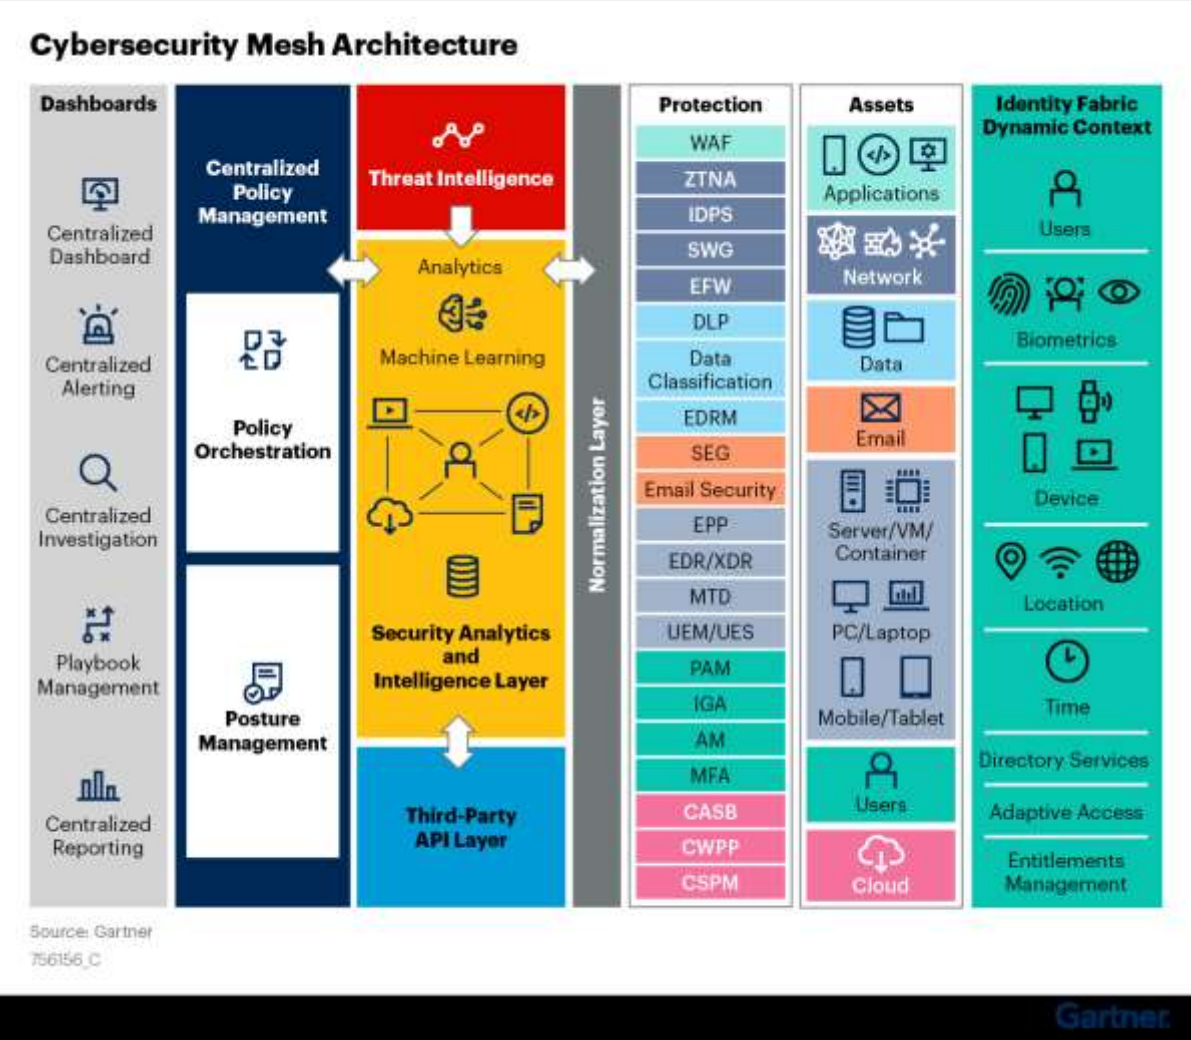 Cybersecurity Mesh Architecture
Dashboards
Centralized
Dashboard
Centralized
Alerting
Centralized
Investigation
Playbook
Management
Centralized
Reporting
Centralized
Policy
Management
Policy
Orchestration
Posture
Management
Threat Intelligence
Analytics
Machine Learning
Security Analytics
and
Intelligence Layer
Third-Party
API Layer
Normalization Layer
Protection
WAF
ZTNA
IDPS
SWG
EFW
DLP
Data
Classification
EDRM
SEG
Email Security
EPP
EDR/XDR
MTD
UEM/UES
PAM
IGA
AM
MFA
CASB
CWPP
CSPM
Assets
Applications
Network
Data
Email
Server/VM/
Container
PC/Laptop
Mobile/Tablet
Users
Cloud
Identity Fabric
Dynamic Context
Users
Biometrics
Device
Location
Time
Directory Services
Adaptive Access
Entitlements
Management
Source: Gartner
756156_C
Gartner.